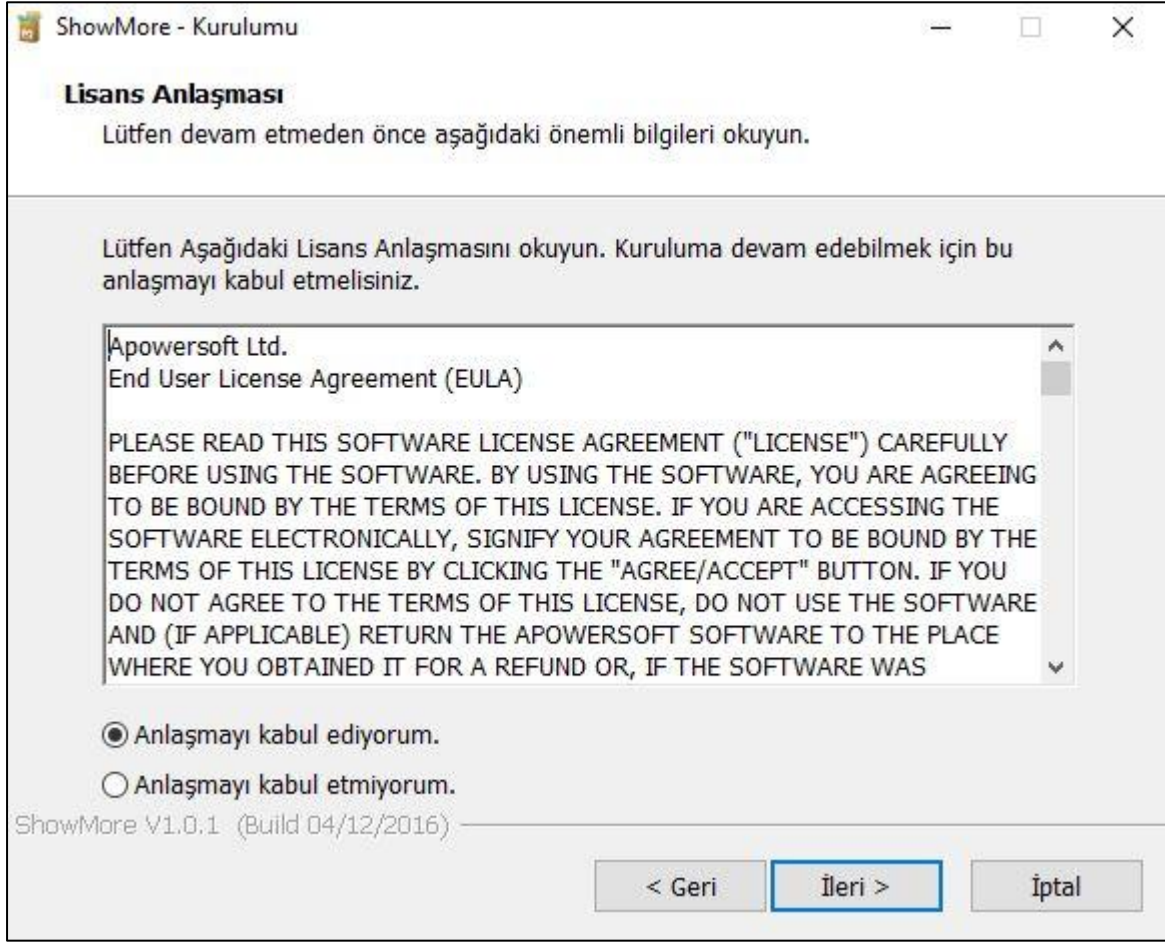 ShowMore - Kurulumu
Lisans Anlaşması
Lütfen devam etmeden önce aşağıdaki önemli bilgileri okuyun.
Lütfen Aşağıdaki Lisans Anlaşmasını okuyun. Kuruluma devam edebilmek için bu
anlaşmayı kabul etmelisiniz.
Apowersoft Ltd.
End User License Agreement (EULA)
PLEASE READ THIS SOFTWARE LICENSE AGREEMENT ("LICENSE") CAREFULLY
BEFORE USING THE SOFTWARE. BY USING THE SOFTWARE, YOU ARE AGREEING
TO BE BOUND BY THE TERMS OF THIS LICENSE. IF YOU ARE ACCESSING THE
SOFTWARE ELECTRONICALLY, SIGNIFY YOUR AGREEMENT TO BE BOUND BY THE
TERMS OF THIS LICENSE BY CLICKING THE "AGREE/ACCEPT" BUTTON. IF YOU
DO NOT AGREE TO THE TERMS OF THIS LICENSE, DO NOT USE THE SOFTWARE
AND (IF APPLICABLE) RETURN THE APOWERSOFT SOFTWARE TO THE PLACE
WHERE YOU OBTAINED IT FOR A REFUND OR, IF THE SOFTWARE WAS
Anlaşmayı kabul ediyorum.
Anlaşmayı kabul etmiyorum.
ShowMore V1.0.1 (Build 04/12/2016)
< Geri
İleri >
İptal